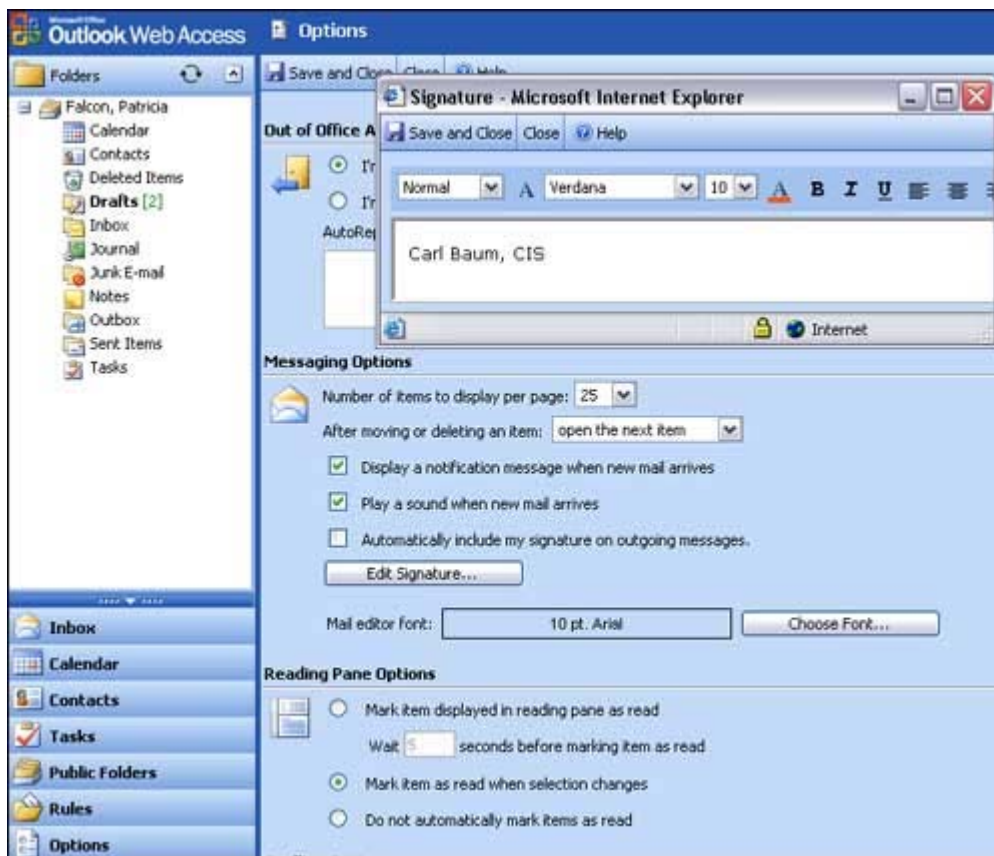 Microsoft Office
Outlook Web Access
Options
Folders
Save and Close Close Help
Signature - Microsoft Internet Explorer
Falcon, Patricia
Calendar
Contacts
Deleted Items
Drafts [2]
Inbox
Journal
Junk E-mail
Notes
Outbox
Sent Items
Tasks
Out of Office A
Save and Close Close Help
I'm
I'm
AutoRep
Normal A Verdana 10 A B I U
Carl Baum, CIS
Internet
Messaging Options
Number of items to display per page: 25
After moving or deleting an item: open the next item
Display a notification message when new mail arrives
Play a sound when new mail arrives
Automatically include my signature on outgoing messages.
Edit Signature...
Mail editor font: 10 pt. Arial Choose Font...
Reading Pane Options
Mark item displayed in reading pane as read
Wait 5 seconds before marking item as read
Mark item as read when selection changes
Do not automatically mark items as read
Inbox
Calendar
Contacts
Tasks
Public Folders
Rules
Options